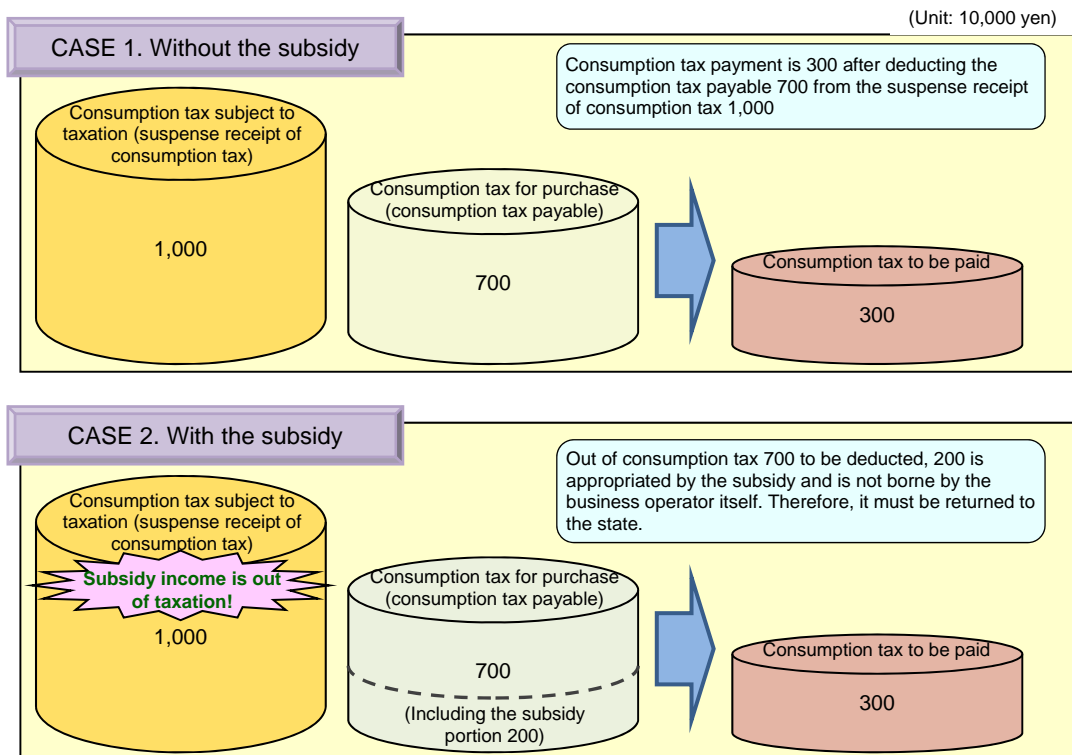 (Unit: 10,000 yen)
CASE 1. Without the subsidy
Consumption tax payment is 300 after deducting the
consumption tax payable 700 from the suspense receipt
of consumption tax 1,000
Consumption tax subject to
taxation (suspense receipt of
consumption tax)
1,000
Consumption tax for purchase
(consumption tax payable)
700
Consumption tax to be paid
300
CASE 2. With the subsidy
Out of consumption tax 700 to be deducted, 200 is
appropriated by the subsidy and is not borne by the
business operator itself. Therefore, it must be returned to
the state.
Consumption tax subject to
taxation (suspense receipt of
consumption tax)
Subsidy income is out
of taxation!
1,000
Consumption tax for purchase
(consumption tax payable)
700
(Including the subsidy
portion 200)
Consumption tax to be paid
300